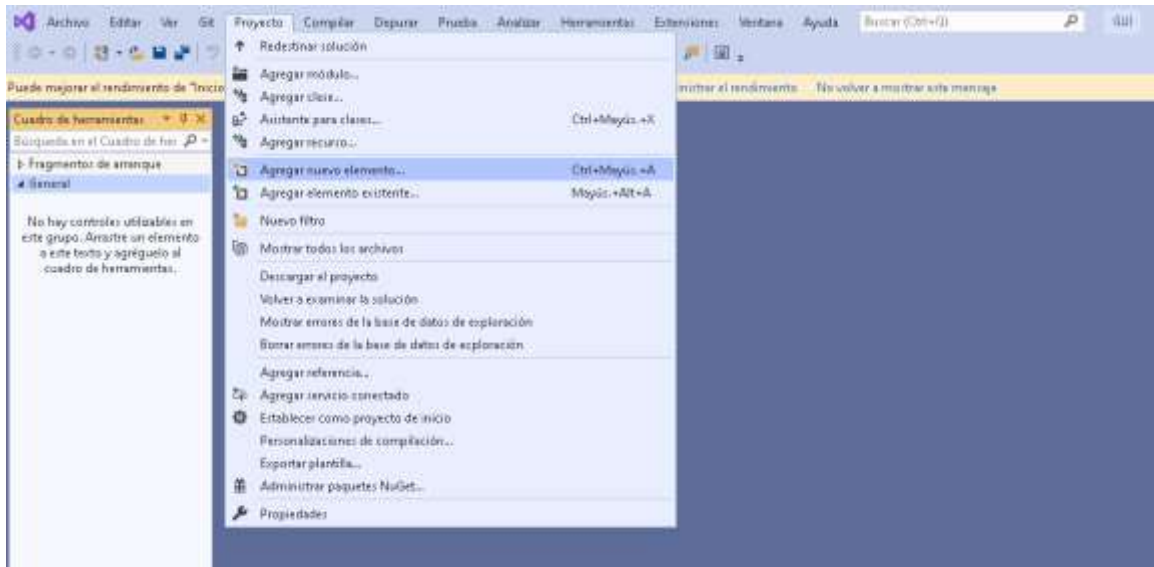 Archivo Editar Ver Git Proyecto Compilar Depurar Prueba Analizar Herramientas Extensiones Ventana Ayuda Buscar (Ctrl+Q)
Puede mejorar el rendimiento de "Inicio
el rendimiento No volver a mostrar este mensaje
Cuadro de herramientas
Búsqueda en el Cuadro de her
Fragmentos de arranque
General
No hay controles utilizables en
este grupo. Arrastre un elemento
a este texto y agréguelo al
cuadro de herramientas.
Redestinar solución
Agregar módulo...
Agregar clase...
Asistente para clases... Ctrl+Mayús.+X
Agregar recurso...
Agregar nuevo elemento... Ctrl+Mayús.+A
Agregar elemento existente... Mayús.+Alt+A
Nuevo filtro
Mostrar todos los archivos
Descargar el proyecto
Volver a examinar la solución
Mostrar errores de la base de datos de exploración
Borrar errores de la base de datos de exploración
Agregar referencia...
Agregar servicio conectado
Establecer como proyecto de inicio
Personalizaciones de compilación...
Exportar plantilla...
Administrar paquetes NuGet...
Propiedades